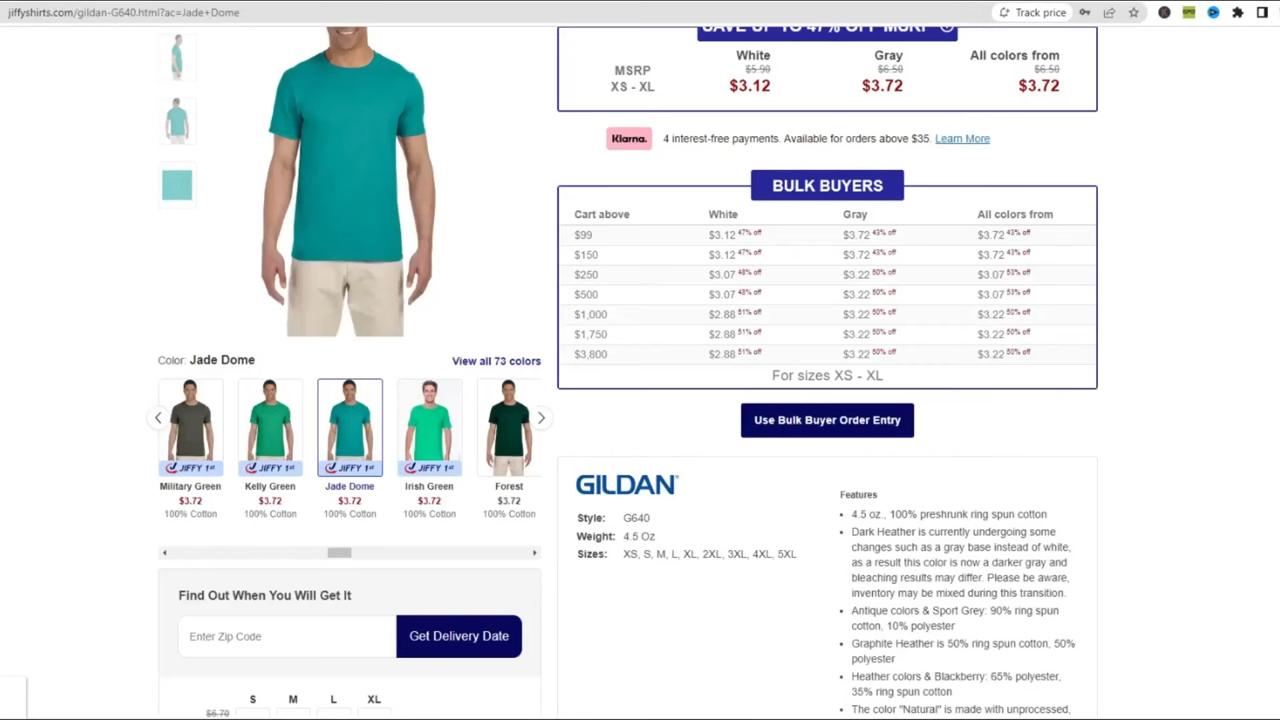 jiffyshirts.com/gildan-G640.html?ac=Jade+Dome
Track price
SAVE UP TO 47% OFF MSRP
White Gray All colors from
MSRP $5.90 $6.50 $6.50
XS - XL $3.12 $3.72 $3.72
Klarna. 4 interest-free payments. Available for orders above $35. Learn More
BULK BUYERS
Cart above White Gray All colors from
$99 $3.12 47% off $3.72 43% off $3.72 43% off
$150 $3.12 47% off $3.72 43% off $3.72 43% off
$250 $3.07 48% off $3.22 50% off $3.07 53% off
$500 $3.07 48% off $3.22 50% off $3.07 53% off
$1,000 $2.88 51% off $3.22 50% off $3.22 50% off
$1,750 $2.88 51% off $3.22 50% off $3.22 50% off
$3,800 $2.88 51% off $3.22 50% off $3.22 50% off
For sizes XS - XL
Use Bulk Buyer Order Entry
Color: Jade Dome View all 73 colors
JIFFY 1st JIFFY 1st JIFFY 1st JIFFY 1st
Military Green Kelly Green Jade Dome Irish Green Forest
$3.72 $3.72 $3.72 $3.72 $3.72
100% Cotton 100% Cotton 100% Cotton 100% Cotton 100% Cotton
Find Out When You Will Get It
Enter Zip Code Get Delivery Date
S M L XL
$6.70
GILDAN
Style: G640
Weight: 4.5 Oz
Sizes: XS, S, M, L, XL, 2XL, 3XL, 4XL, 5XL
Features
4.5 oz., 100% preshrunk ring spun cotton
Dark Heather is currently undergoing some
changes such as a gray base instead of white,
as a result this color is now a darker gray and
bleaching results may differ. Please be aware,
inventory may be mixed during this transition.
Antique colors & Sport Grey: 90% ring spun
cotton, 10% polyester
Graphite Heather is 50% ring spun cotton, 50%
polyester
Heather colors & Blackberry: 65% polyester,
35% ring spun cotton
The color "Natural" is made with unprocessed,